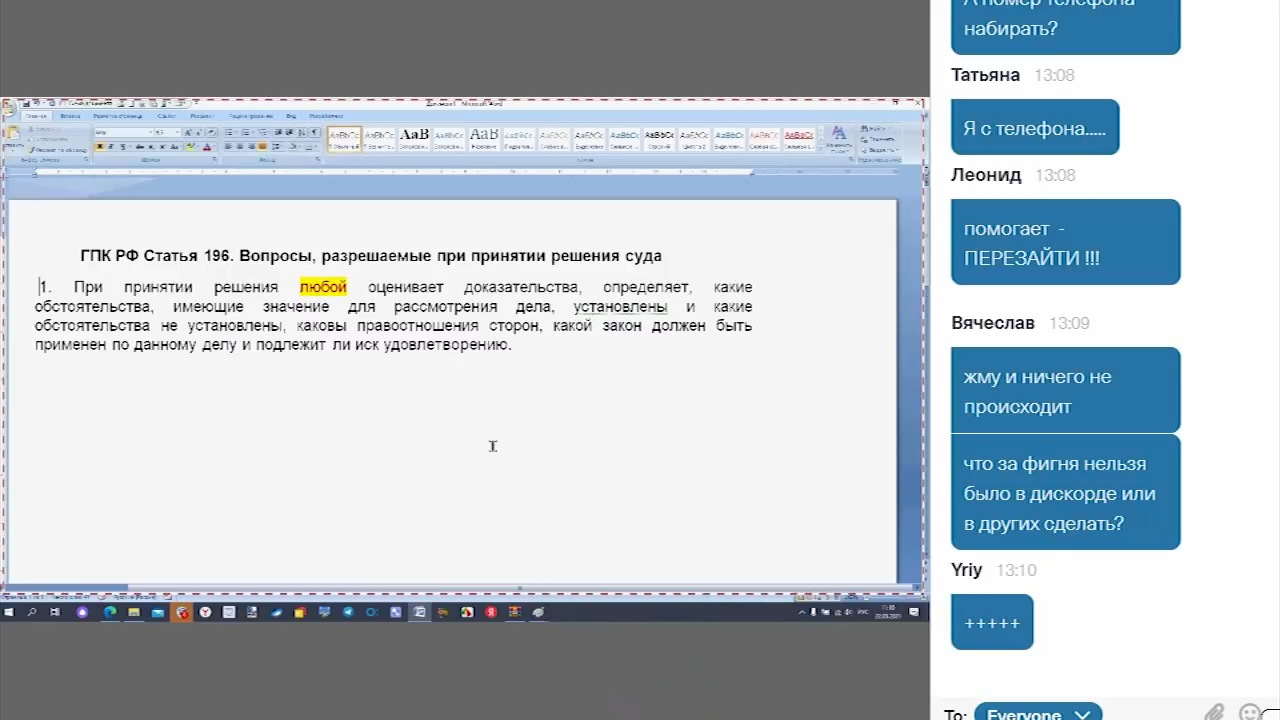 ГПК РФ Статья 196. Вопросы, разрешаемые при принятии решения суда
1. При принятии решения любой оценивает доказательства, определяет, какие
обстоятельства, имеющие значение для рассмотрения дела, установлены и какие
обстоятельства не установлены, каковы правоотношения сторон, какой закон должен быть
применен по данному делу и подлежит ли иск удовлетворению.
А номер телефона
набирать?
Татьяна 13:08
Я с телефона.....
Леонид 13:08
помогает -
ПЕРЕЗАЙТИ !!!
Вячеслав 13:09
жму и ничего не
происходит
что за фигня нельзя
было в дискорде или
в других сделать?
Yriy 13:10
+++++
To: Everyone